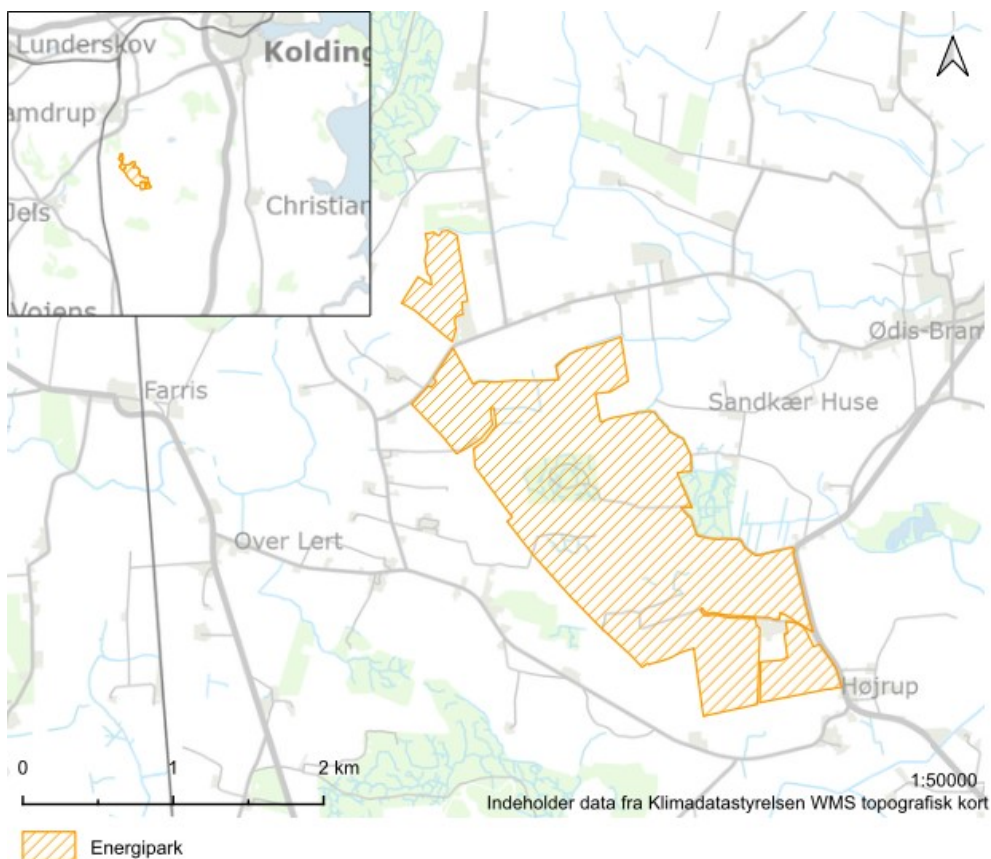 Lunderskov
Kolding
amdrup
Jels
Christian
Vojens
Ødis-Bram
Farris
Sandkær Huse
Over Lert
Højrup
0 1 2 km
1:50000
Indeholder data fra Klimadatastyrelsen WMS topografisk kort
Energipark